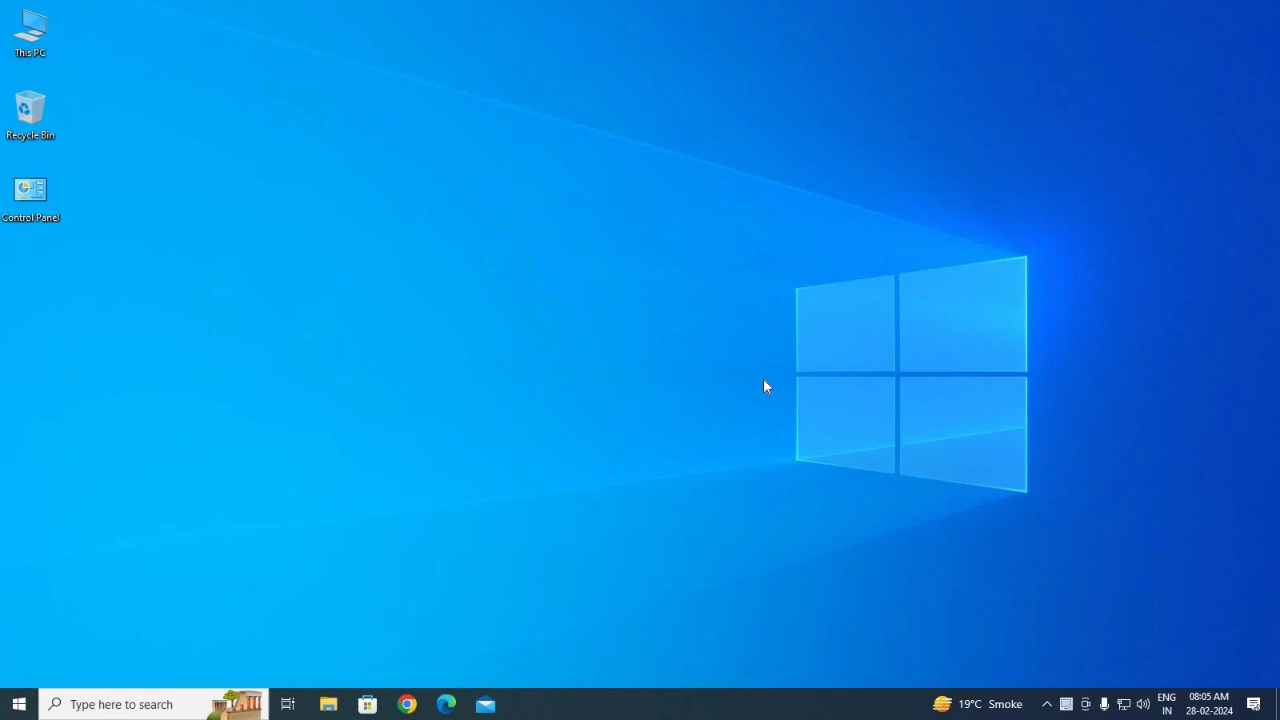 This PC
Recycle Bin
Control Panel
Type here to search
19°C Smoke
ENG
IN
08:05 AM
28-02-2024